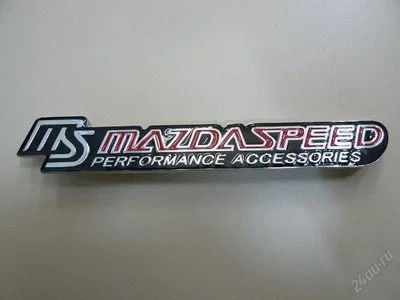 MS MAZDASPEED
PERFORMANCE ACCESSORIES
24au.ru